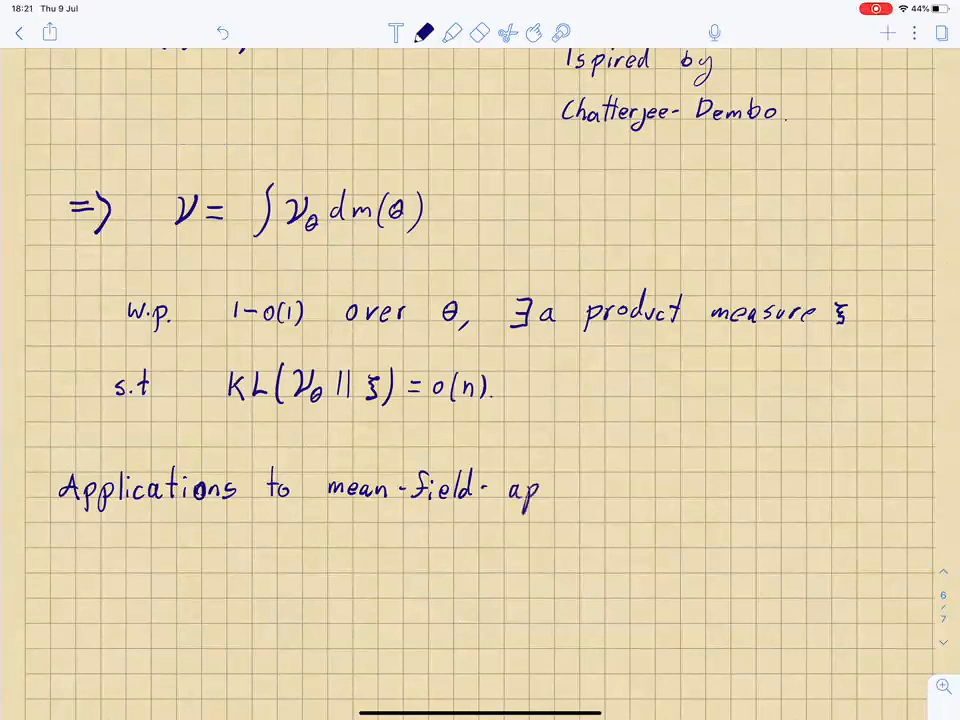 18:21 Thu 9 Jul
44%
Ispired by
Chatterjee- Dembo.
=> ν = ∫ ν_θ dm(θ)
w.p. 1-o(1) over θ, ∃ a product measure ξ
s.t KL(ν_θ || ξ) = o(n).
Applications to mean-field- ap
6
/
7